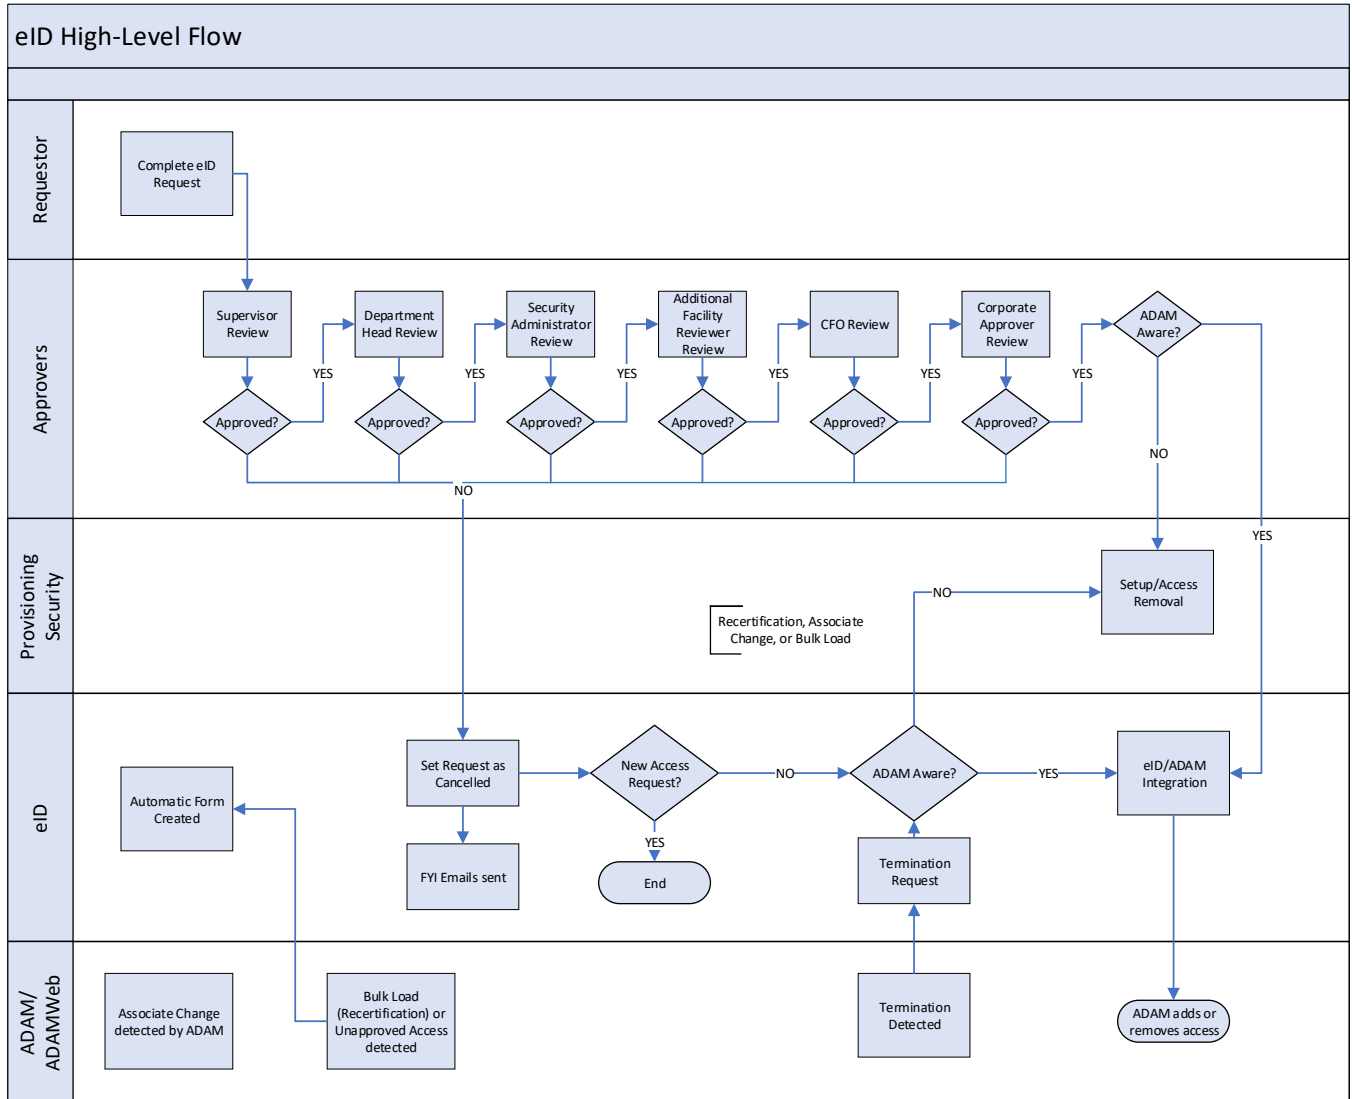 eID High-Level Flow
Requestor
Complete eID
Request
Approvers
Supervisor
Review
Department
Head Review
Security
Administrator
Review
Additional
Facility
Reviewer
Review
CFO Review
Corporate
Approver
Review
ADAM
Aware?
YES
YES
YES
YES
YES
YES
Approved?
Approved?
Approved?
Approved?
Approved?
Approved?
NO
NO
YES
Provisioning
Security
Setup/Access
Removal
NO
Recertification, Associate
Change, or Bulk Load
eID
Set Request as
Cancelled
New Access
Request?
NO
ADAM Aware?
YES
eID/ADAM
Integration
Automatic Form
Created
YES
FYI Emails sent
End
Termination
Request
ADAM/
ADAMWeb
Associate Change
detected by ADAM
Bulk Load
(Recertification) or
Unapproved Access
detected
Termination
Detected
ADAM adds or
removes access